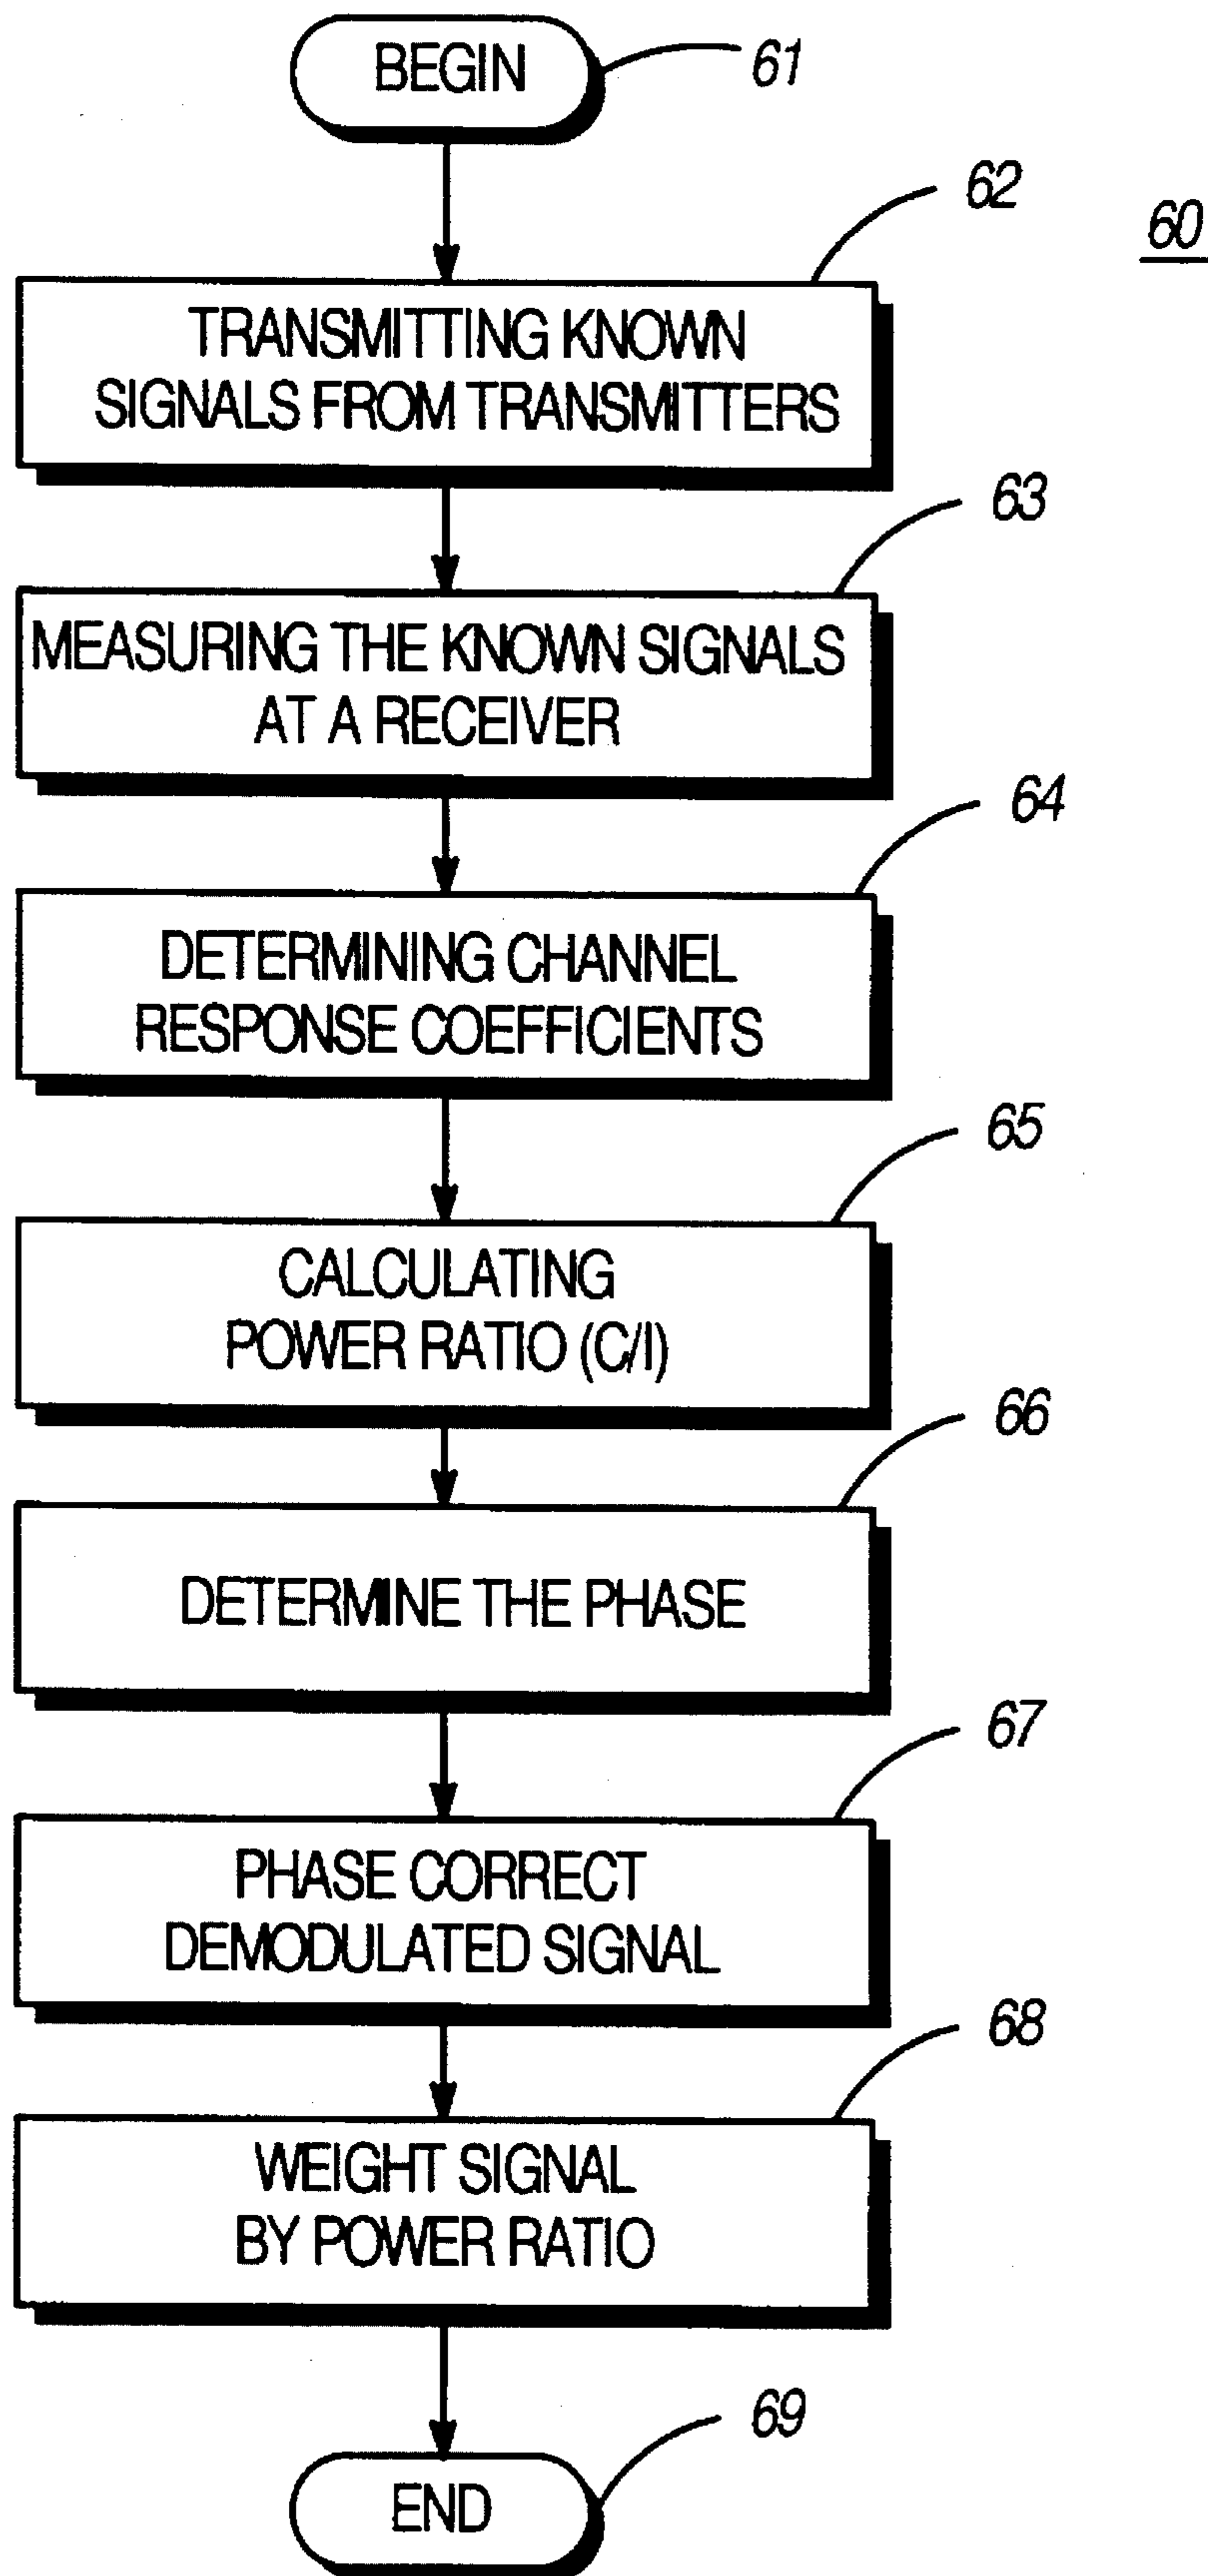 BEGIN
61
62
60
TRANSMITTING KNOWN
SIGNALS FROM TRANSMITTERS
63
MEASURING THE KNOWN SIGNALS
AT A RECEIVER
64
DETERMINING CHANNEL
RESPONSE COEFFICIENTS
65
CALCULATING
POWER RATIO (C/I)
66
DETERMINE THE PHASE
67
PHASE CORRECT
DEMODULATED SIGNAL
68
WEIGHT SIGNAL
BY POWER RATIO
69
END